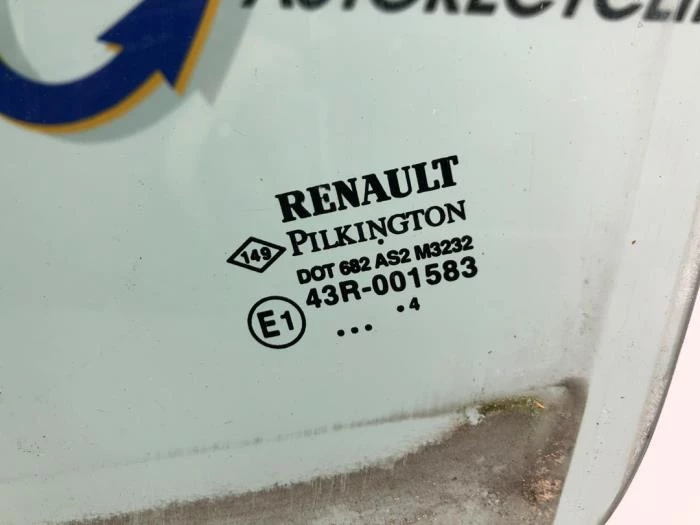 RENAULT
149 PILKINGTON
DOT 682 AS2 M3232
E1 43R-001583
... •4